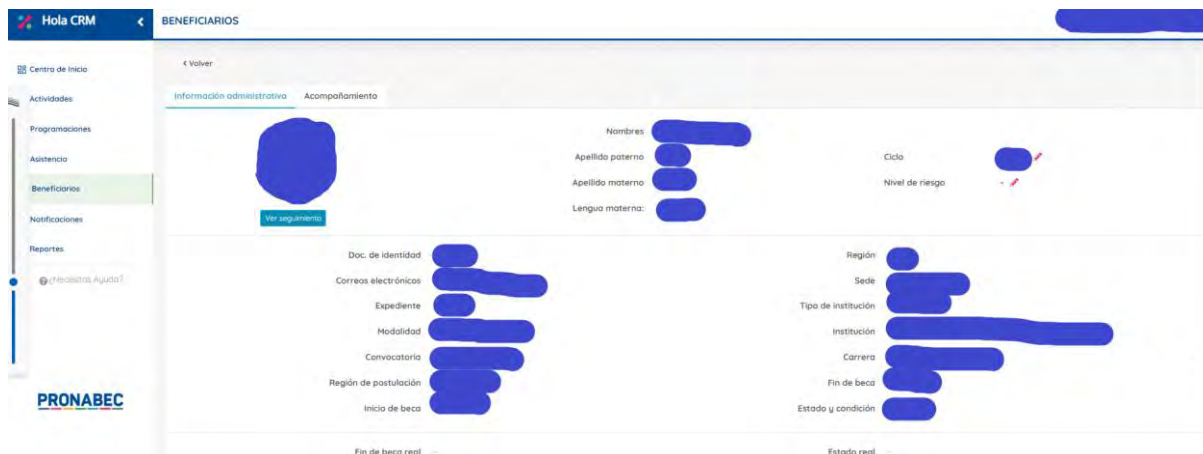 Hola CRM
BENEFICIARIOS
Centro de Inicio
Actividades
Programaciones
Asistencia
Beneficiarios
Notificaciones
Reportes
¿Necesitas Ayuda?
PRONABEC
Volver
Información administrativa
Acompañamiento
Ver seguimiento
Nombres
Apellido paterno
Apellido materno
Lengua materna:
Ciclo
Nivel de riesgo -
Doc. de identidad
Correos electrónicos
Expediente
Modalidad
Convocatoria
Región de postulación
Inicio de beca
Región
Sede
Tipo de institución
Institución
Carrera
Fin de beca
Estado y condición
Fin de beca real -
Estado real -